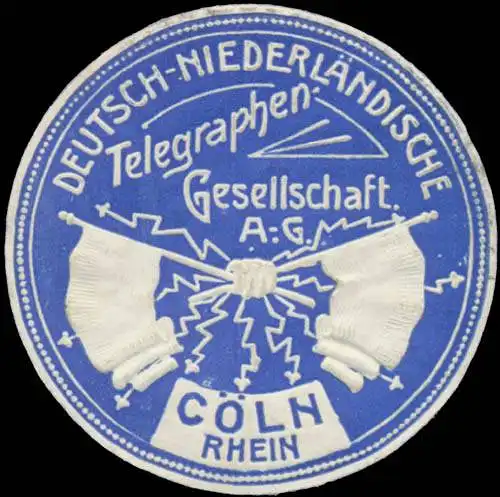 DEUTSCH-NIEDERLÄNDISCHE
Telegraphen-
Gesellschaft.
A.-G.
CÖLN
RHEIN